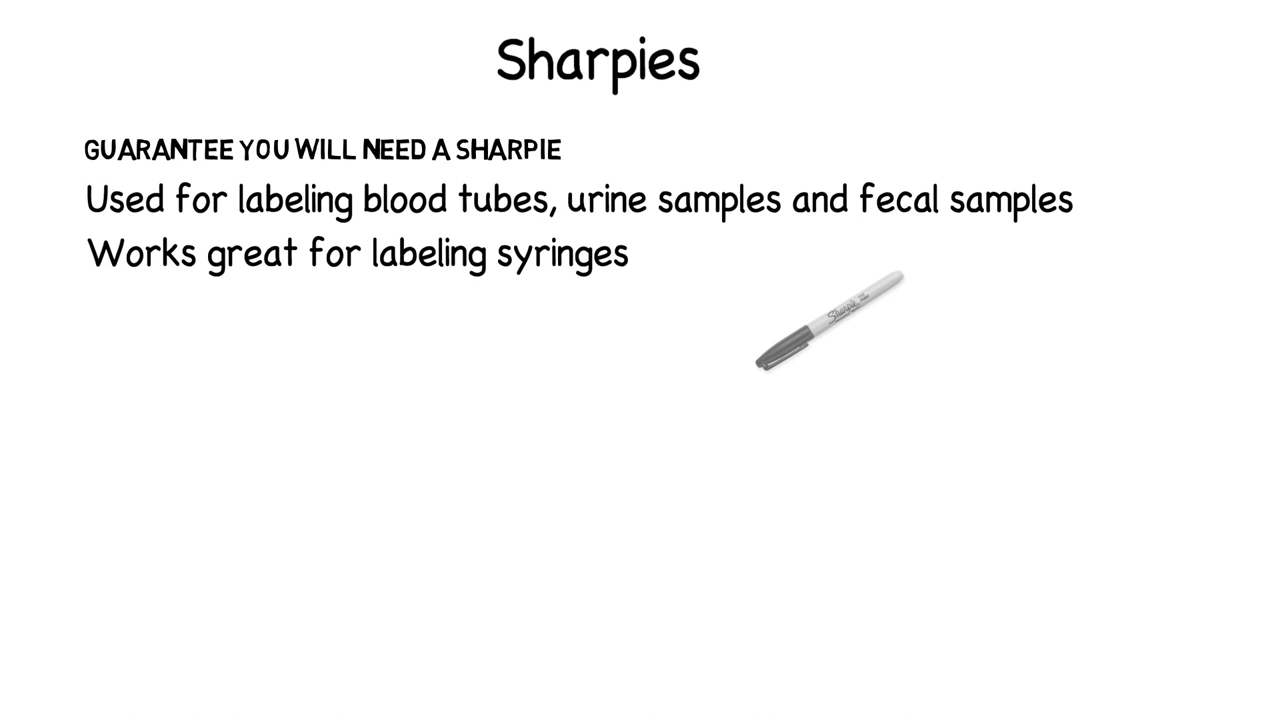 Sharpies
GUARANTEE YOU WILL NEED A SHARPIE
Used for labeling blood tubes, urine samples and fecal samples
Works great for labeling syringes
Sharpie